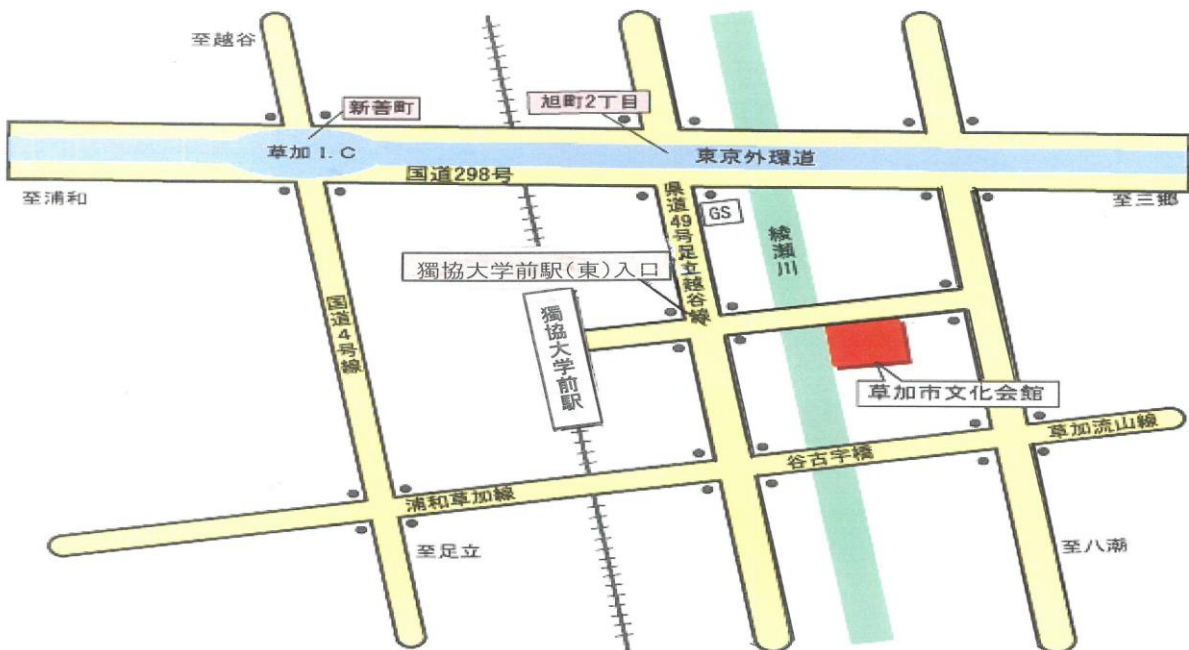 至越谷
新善町
旭町2丁目
草加 I. C
東京外環道
国道298号
至浦和
至三郷
県道49号足立越谷線
GS
綾瀬川
獨協大学前駅(東)入口
国道4号線
獨協大学前駅
草加市文化会館
草加流山線
谷古宇橋
浦和草加線
至足立
至八潮